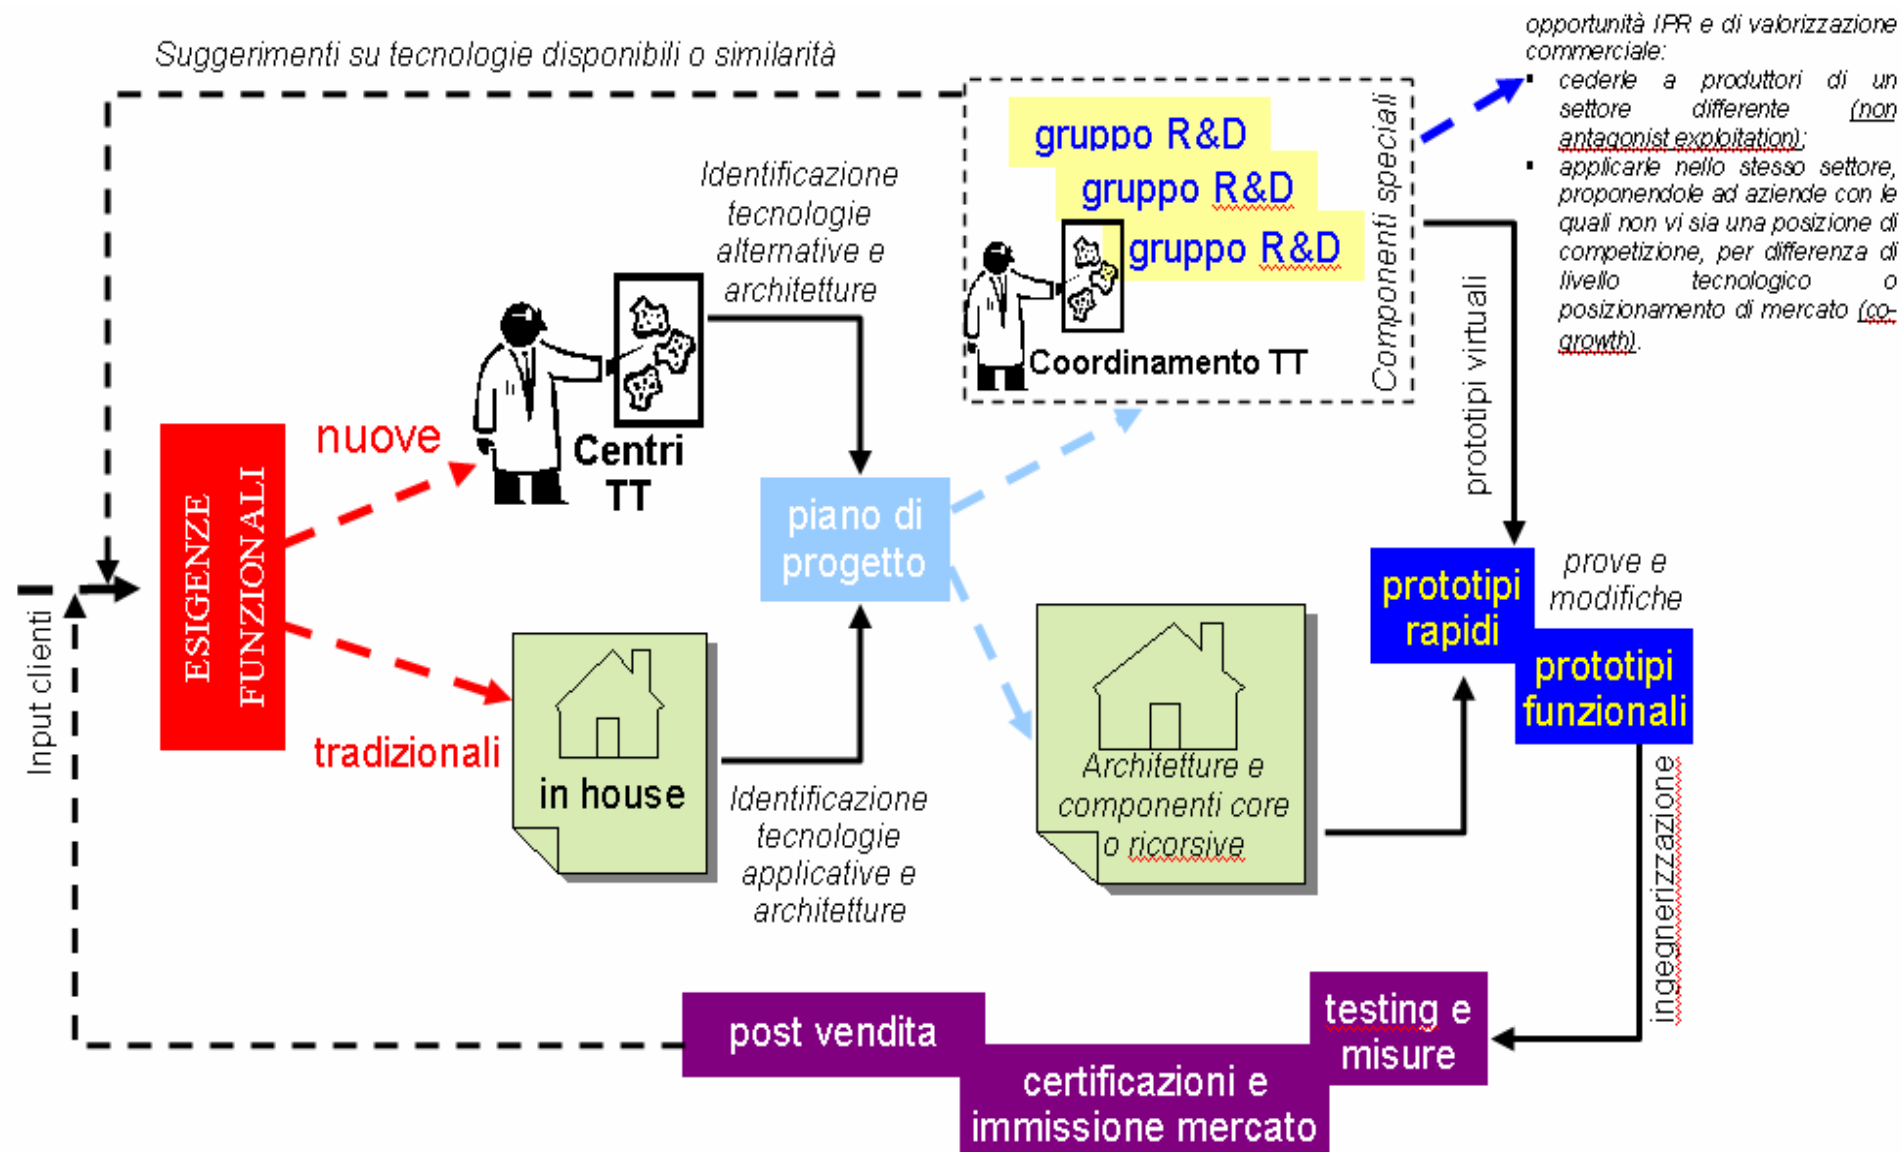 Suggerimenti su tecnologie disponibili o similarità
opportunità IPR e di valorizzazione
commerciale:
▪ cederle a produttori di un
settore differente (non
antagonist exploitation);
▪ applicarle nello stesso settore,
proponendole ad aziende con le
quali non vi sia una posizione di
competizione, per differenza di
livello tecnologico o
posizionamento di mercato (co-
growth).
gruppo R&D
gruppo R&D
gruppo R&D
Coordinamento TT
Componenti speciali
Identificazione
tecnologie
alternative e
architetture
nuove
Centri
TT
ESIGENZE
FUNZIONALI
Input clienti
piano di
progetto
prototipi virtuali
prototipi
rapidi
prove e
modifiche
prototipi
funzionali
tradizionali
in house
Identificazione
tecnologie
applicative e
architetture
Architetture e
componenti core
o ricorsive
ingegnerizzazione
testing e
misure
post vendita
certificazioni e
immissione mercato